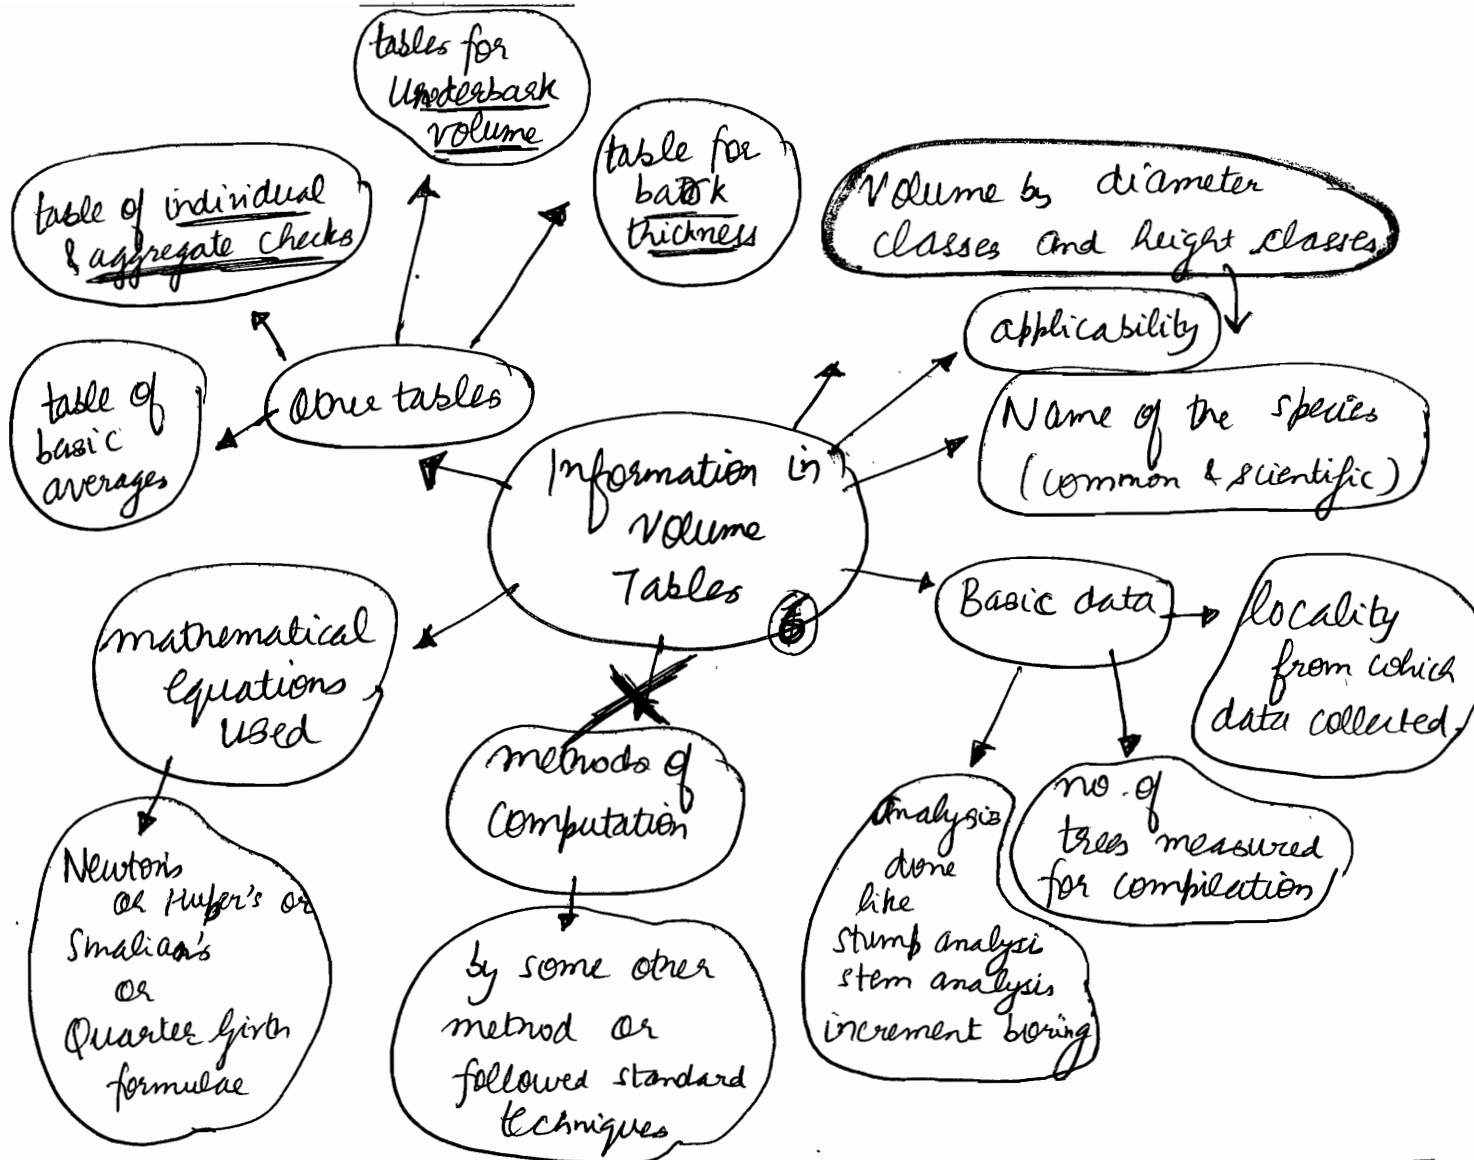 tables for
Underbark
volume
table for
bark
thickness
table of individual
& aggregate checks
Volume by diameter
classes and height classes
applicability
Other tables
table of
basic
averages
Name of the species
(common & scientific)
Information in
Volume
Tables
6
Basic data
locality
from which
data collected.
mathematical
equations
used
methods of
computation
analysis
done
like
stump analysis
stem analysis
increment boring
no. of
trees measured
for compilation
Newton's
or Huber's or
Smalian's
or
Quarter Girth
formulae
by some other
method or
followed standard
techniques